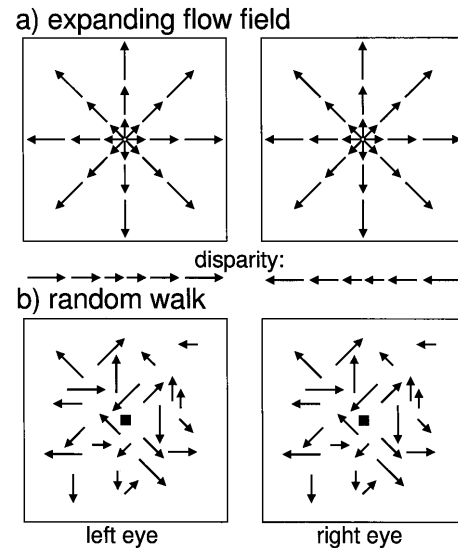 a) expanding flow field
disparity:
b) random walk
left eye
right eye